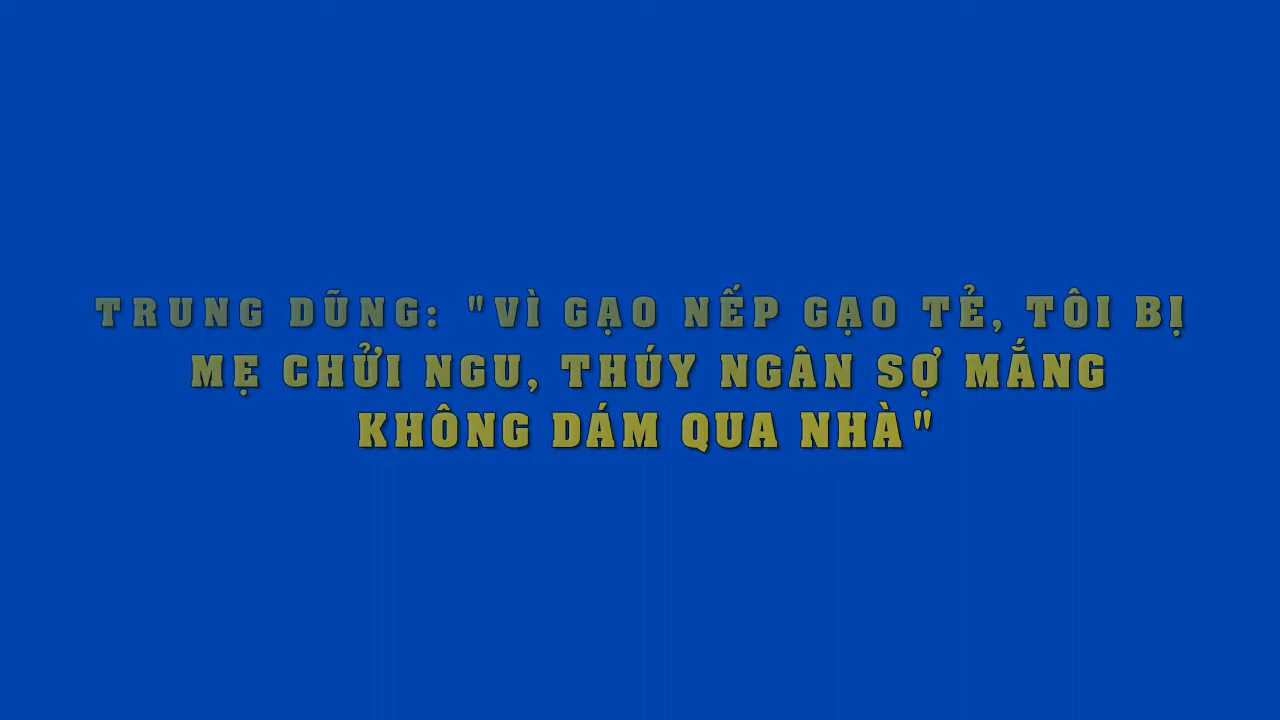 TRUNG DŨNG: "VÌ GẠO NẾP GẠO TẺ, TÔI BỊ
MẸ CHỬI NGU, THÚY NGÂN SỢ MẮNG
KHÔNG DÁM QUA NHÀ"